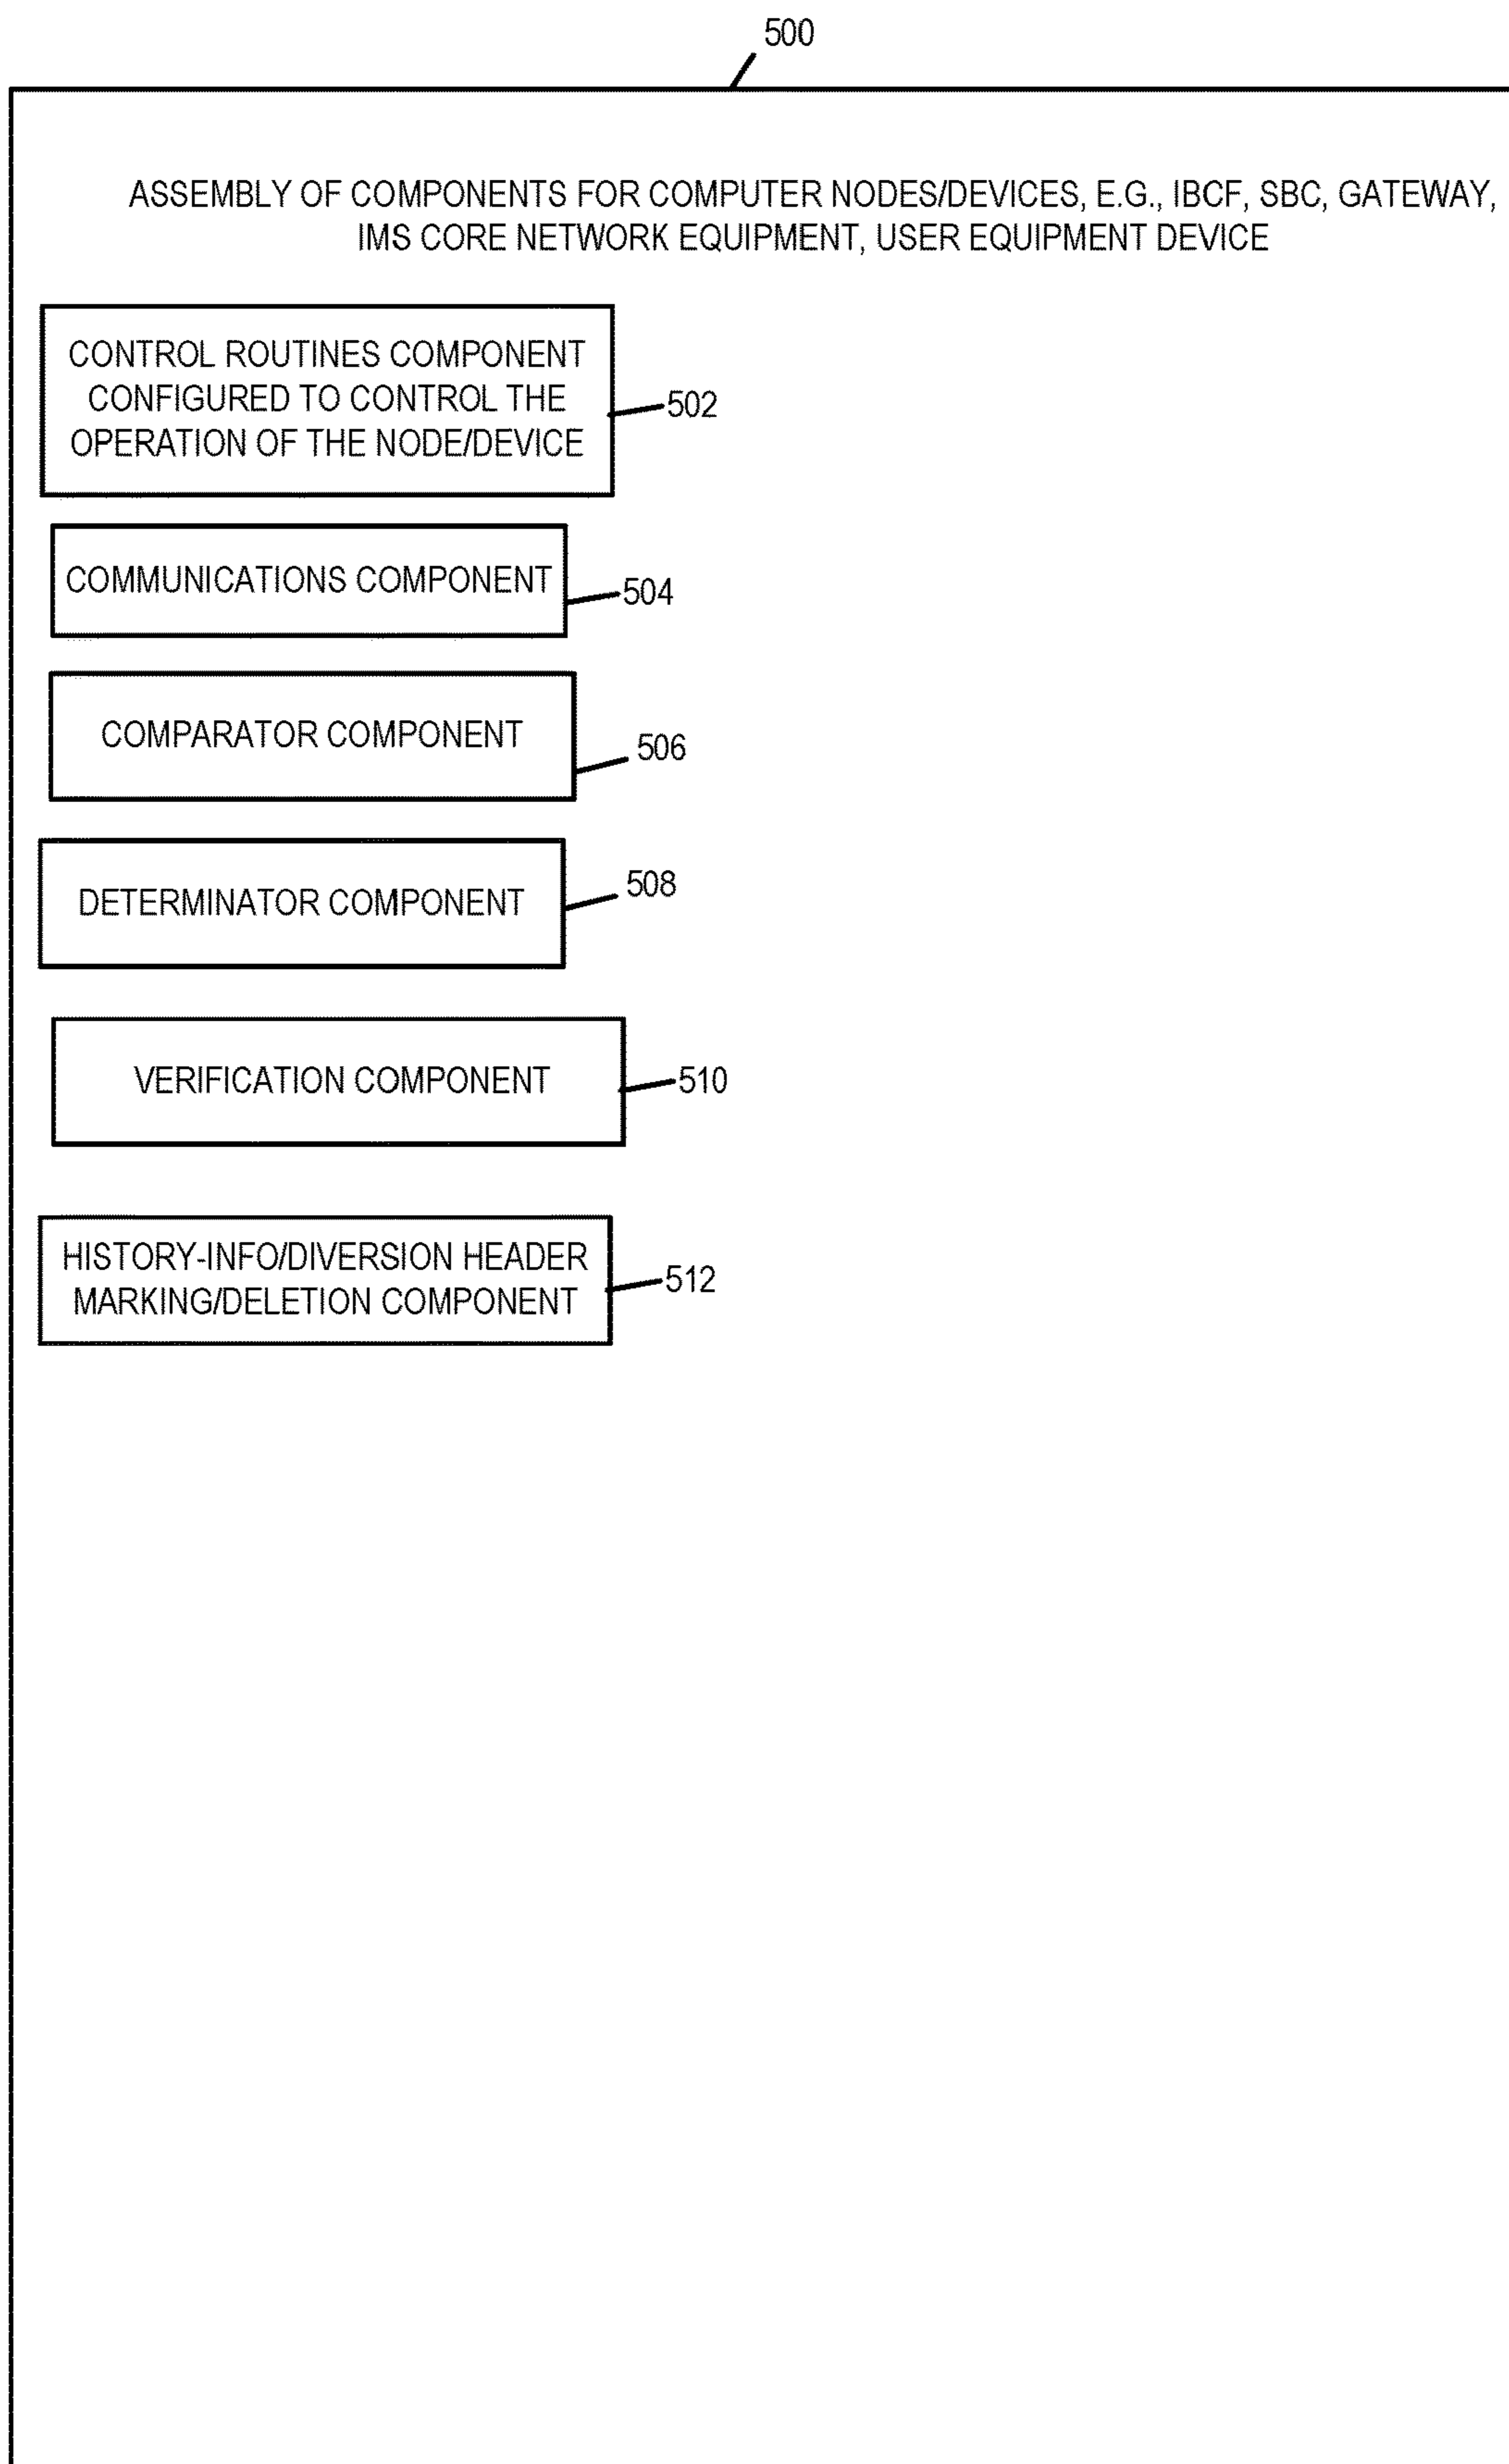 500
ASSEMBLY OF COMPONENTS FOR COMPUTER NODES/DEVICES, E.G., IBCF, SBC, GATEWAY,
IMS CORE NETWORK EQUIPMENT, USER EQUIPMENT DEVICE
CONTROL ROUTINES COMPONENT
CONFIGURED TO CONTROL THE
OPERATION OF THE NODE/DEVICE
502
COMMUNICATIONS COMPONENT
504
COMPARATOR COMPONENT
506
DETERMINATOR COMPONENT
508
VERIFICATION COMPONENT
510
HISTORY-INFO/DIVERSION HEADER
MARKING/DELETION COMPONENT
512